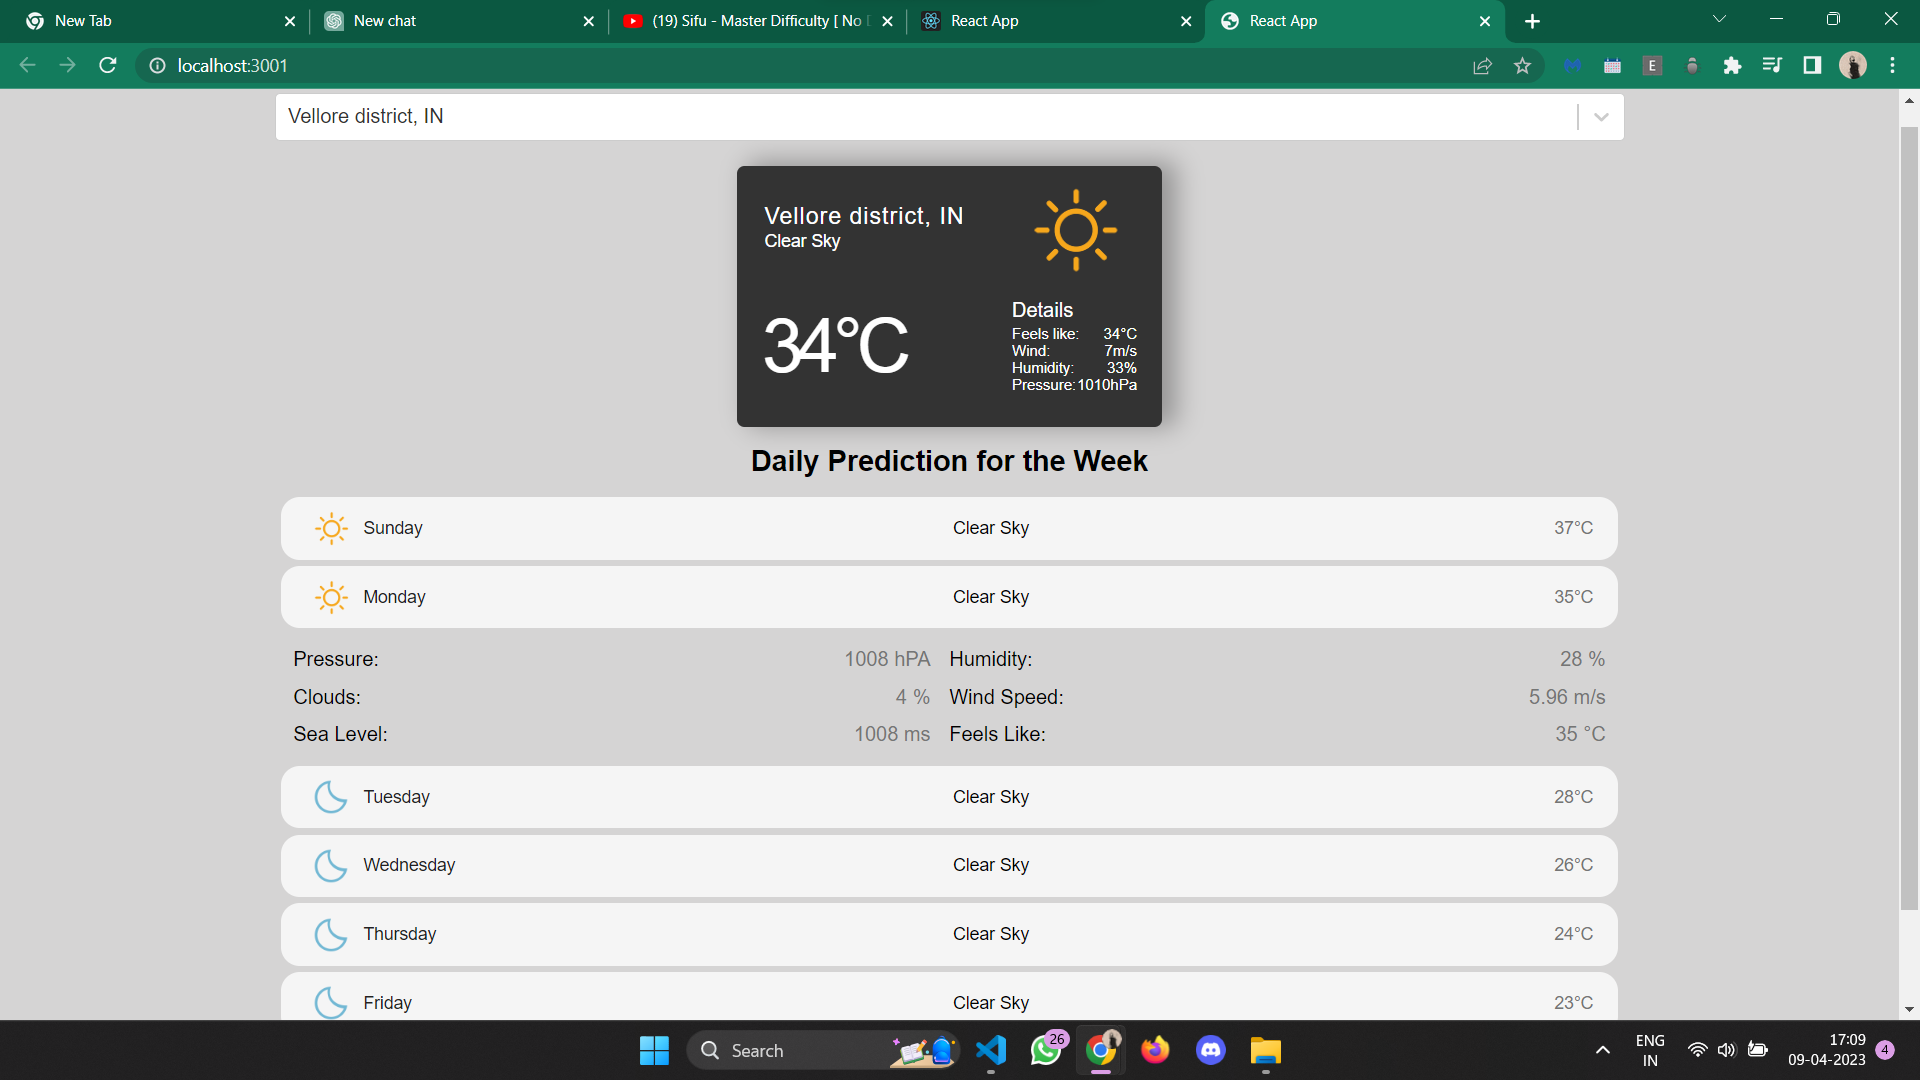 New Tab
New chat
(19) Sifu - Master Difficulty [ No
React App
React App
localhost:3001
E
Vellore district, IN
Vellore district, IN
Clear Sky
34°C
Details
Feels like: 34°C
Wind: 7m/s
Humidity: 33%
Pressure: 1010hPa
Daily Prediction for the Week
Sunday Clear Sky 37°C
Monday Clear Sky 35°C
Pressure: 1008 hPA Humidity: 28 %
Clouds: 4 % Wind Speed: 5.96 m/s
Sea Level: 1008 ms Feels Like: 35 °C
Tuesday Clear Sky 28°C
Wednesday Clear Sky 26°C
Thursday Clear Sky 24°C
Friday Clear Sky 23°C
Search
26
ENG
IN
17:09
09-04-2023
4